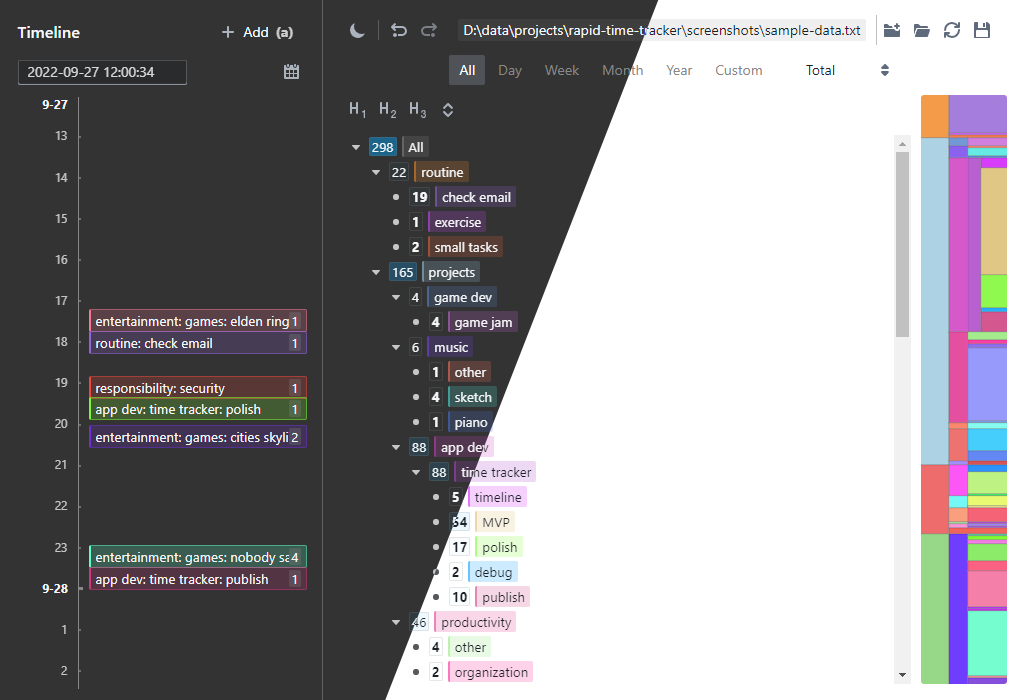 Timeline
+ Add (a)
2022-09-27 12:00:34
9-27
13
14
15
16
17
entertainment: games: elden ring 1
18
routine: check email 1
19
responsibility: security 1
app dev: time tracker: polish 1
20
entertainment: games: cities skyli 2
21
22
23
entertainment: games: nobody sa 4
app dev: time tracker: publish 1
9-28
1
2
D:\data\projects\rapid-time-tracker\screenshots\sample-data.txt
All Day Week Month Year Custom Total
H1 H2 H3
298 All
22 routine
19 check email
1 exercise
2 small tasks
165 projects
4 game dev
4 game jam
6 music
1 other
4 sketch
1 piano
88 app dev
88 time tracker
5 timeline
54 MVP
17 polish
2 debug
10 publish
46 productivity
4 other
2 organization